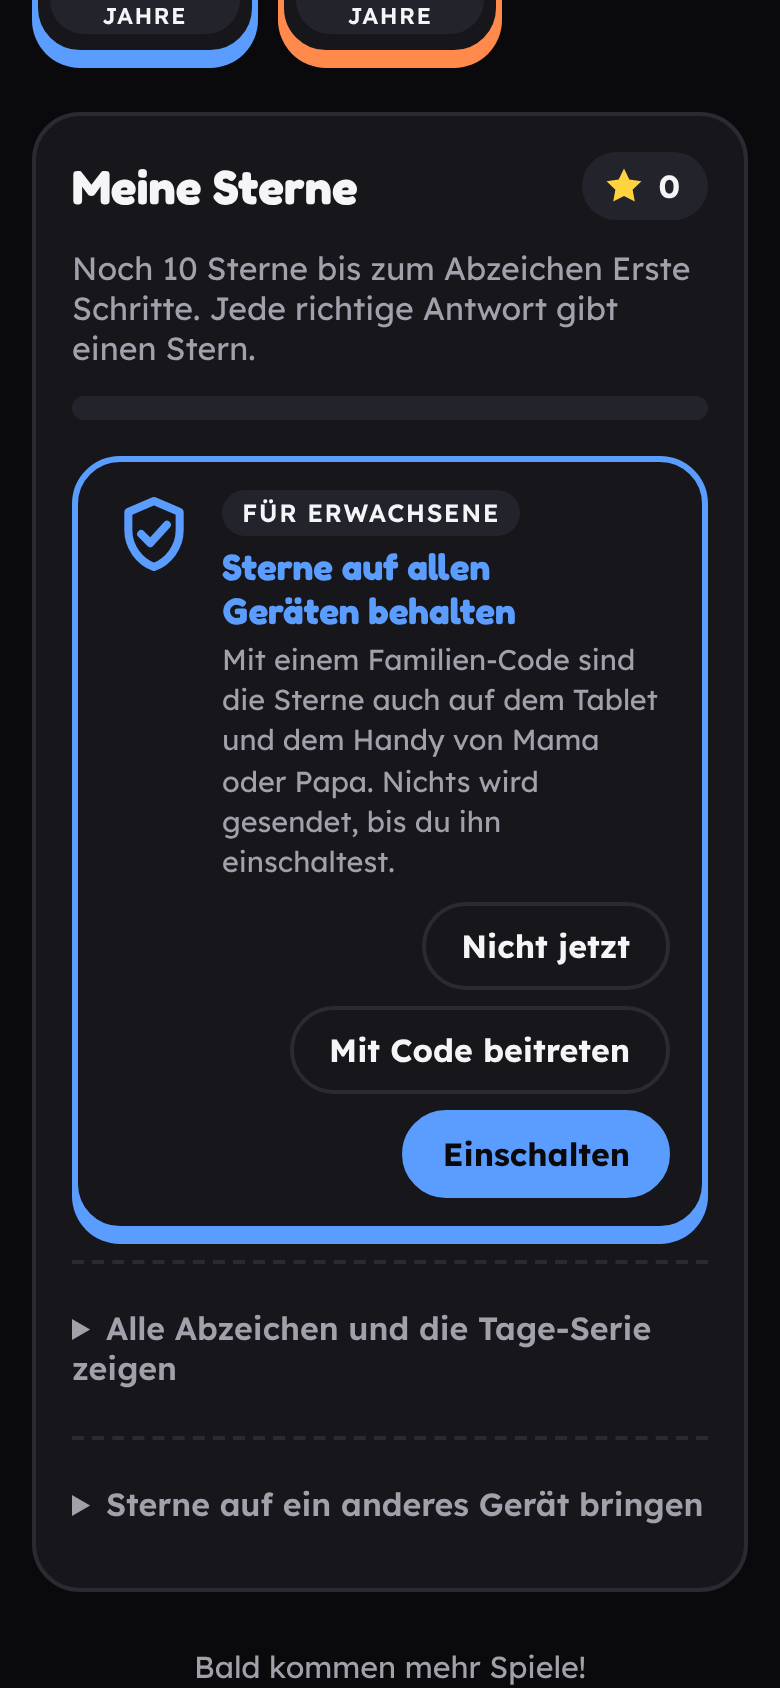 JAHRE
JAHRE
Meine Sterne
0
Noch 10 Sterne bis zum Abzeichen Erste
Schritte. Jede richtige Antwort gibt
einen Stern.
FÜR ERWACHSENE
Sterne auf allen
Geräten behalten
Mit einem Familien-Code sind
die Sterne auch auf dem Tablet
und dem Handy von Mama
oder Papa. Nichts wird
gesendet, bis du ihn
einschaltest.
Nicht jetzt
Mit Code beitreten
Einschalten
Alle Abzeichen und die Tage-Serie
zeigen
Sterne auf ein anderes Gerät bringen
Bald kommen mehr Spiele!